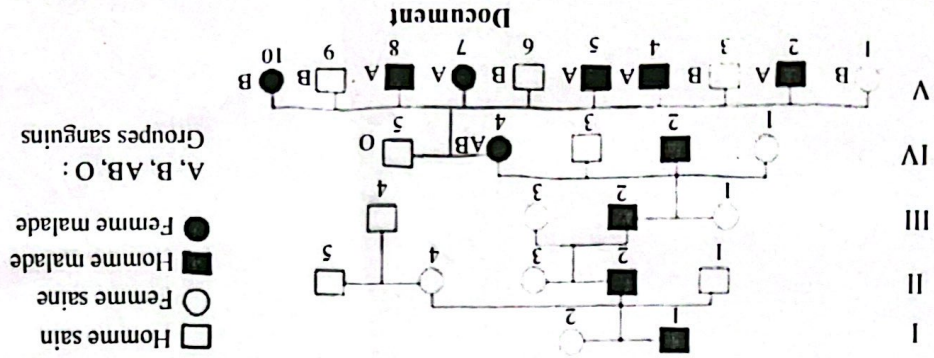 I 1 2
II 1 2 3 4 5
III 1 2 3 4
IV 1 2 3 4 5
AB O
V
B A B A A B A A B B
1 2 3 4 5 6 7 8 9 10
Document
Homme sain
Femme saine
Homme malade
Femme malade
A, B, AB, O :
Groupes sanguins